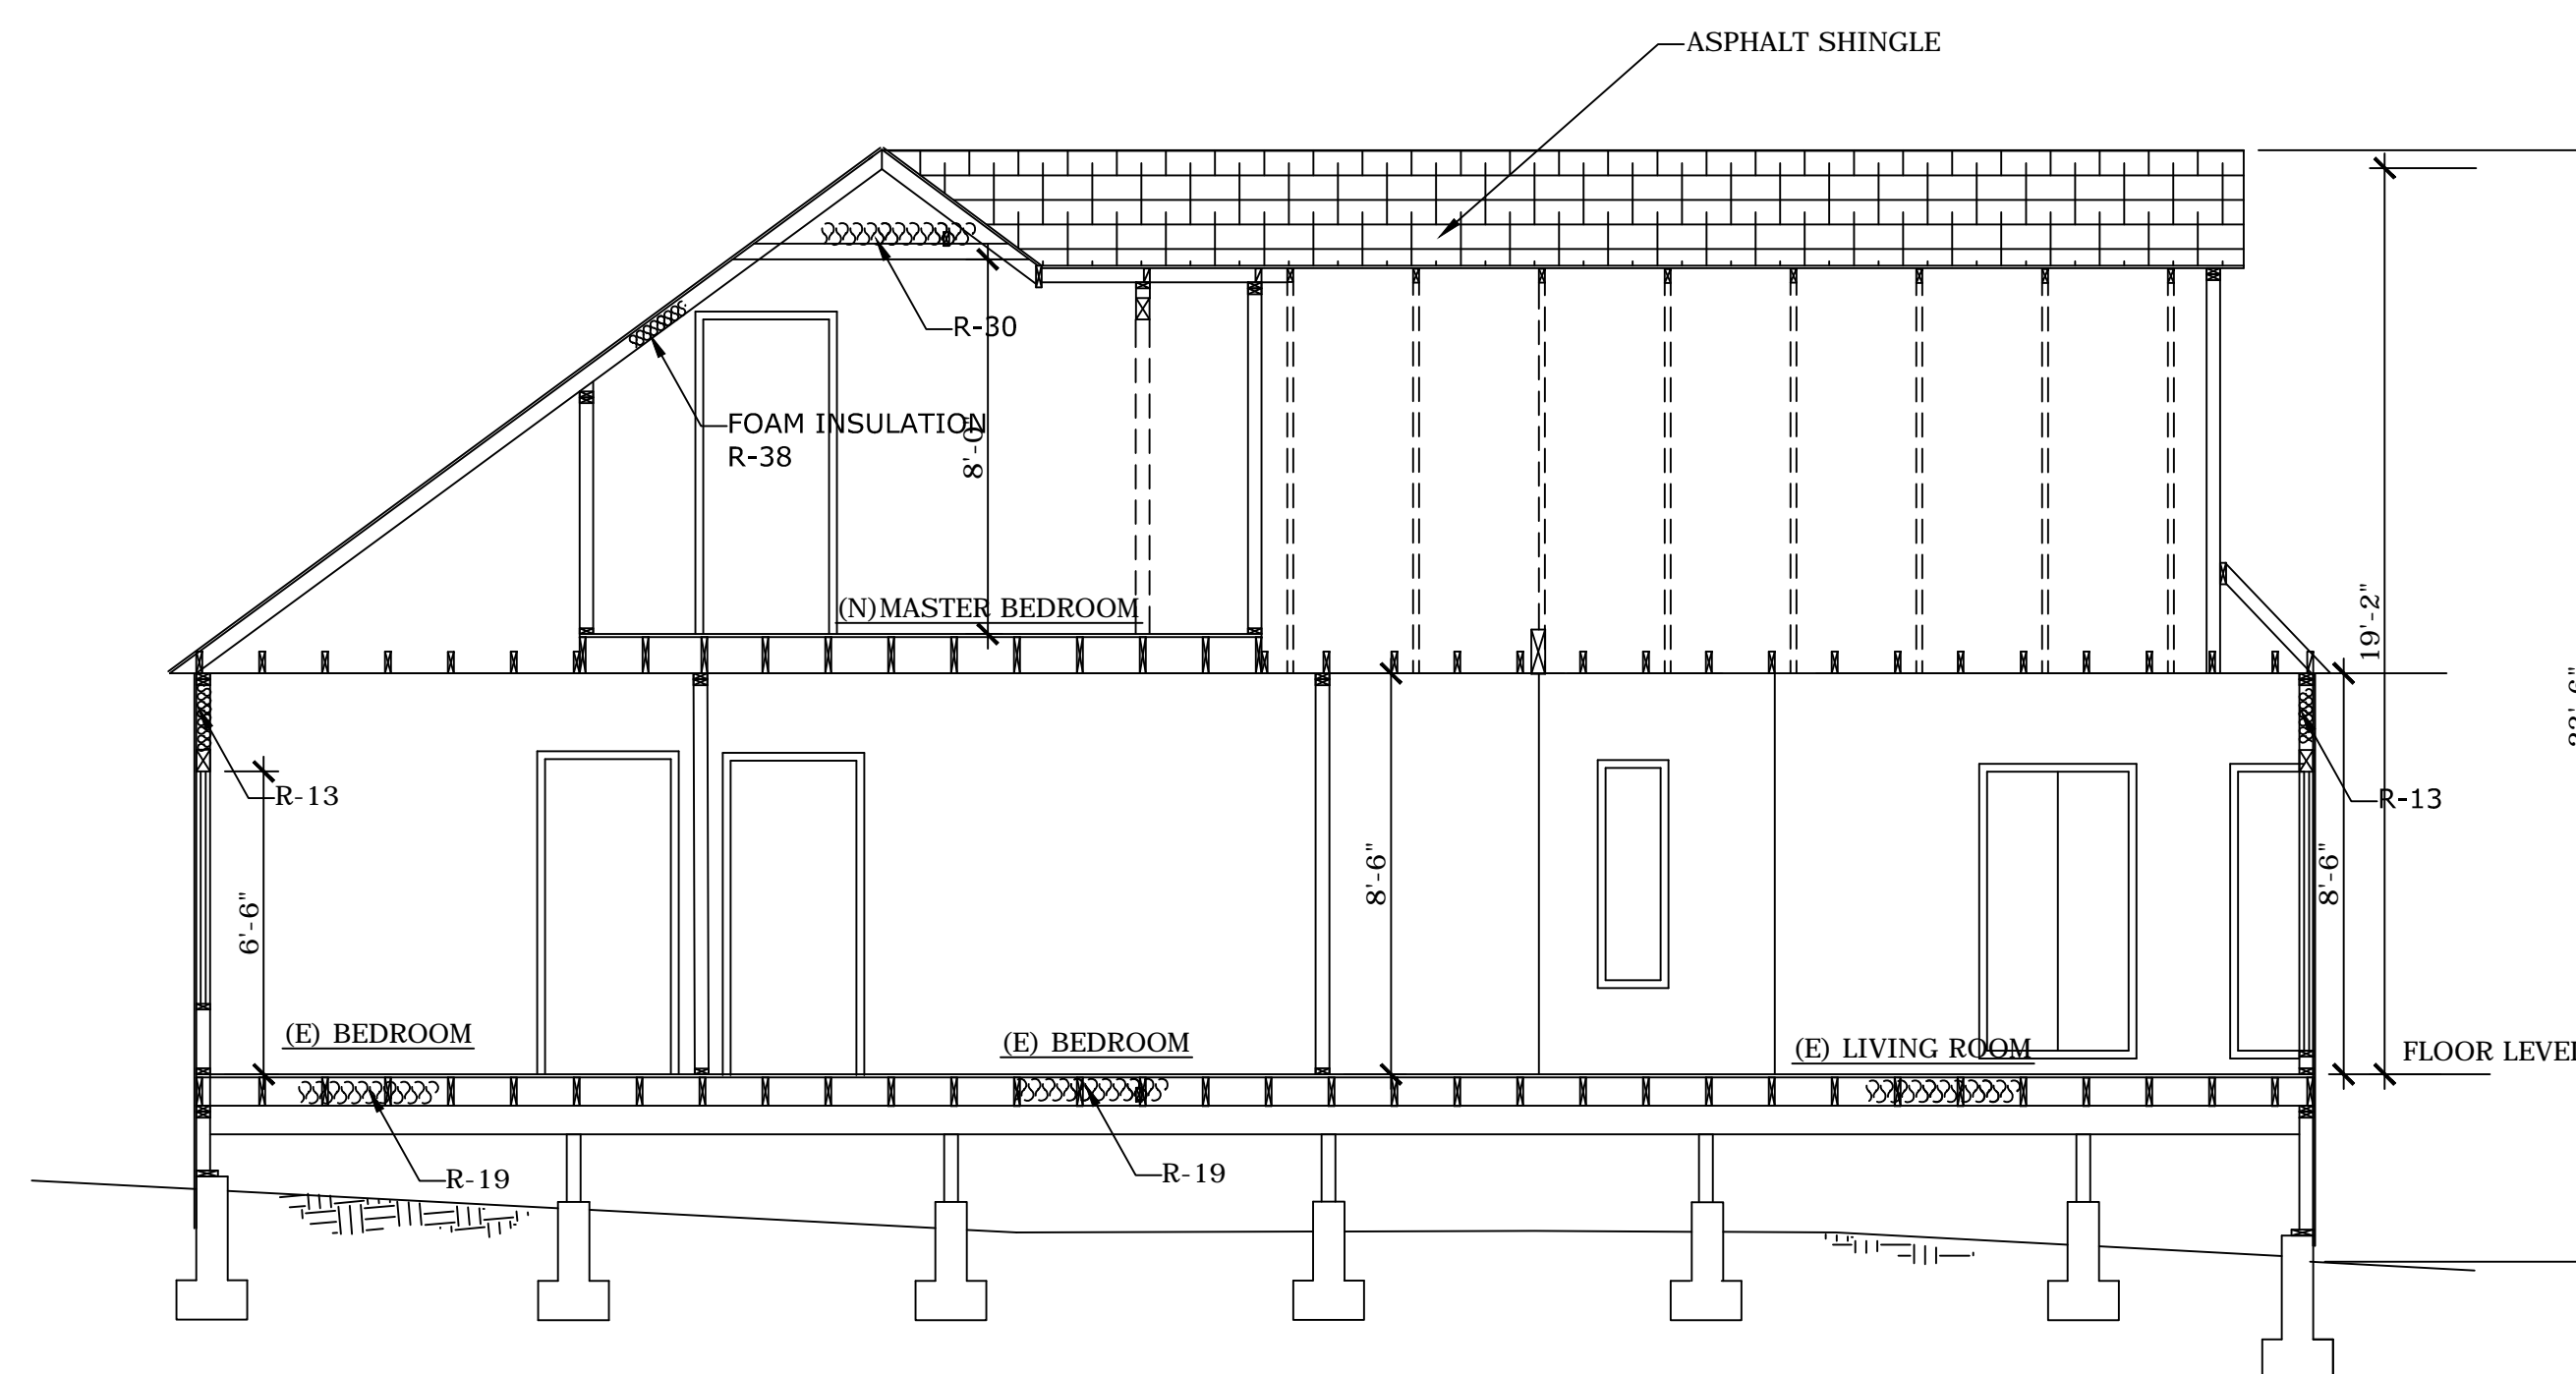 ASPHALT SHINGLE
R-30
FOAM INSULATION
R-38
8'-0"
(N)MASTER BEDROOM
19'-2"
R-13
R-13
6'-6"
8'-6"
8'-6"
(E) BEDROOM
(E) BEDROOM
(E) LIVING ROOM
FLOOR LEVE
R-19
R-19